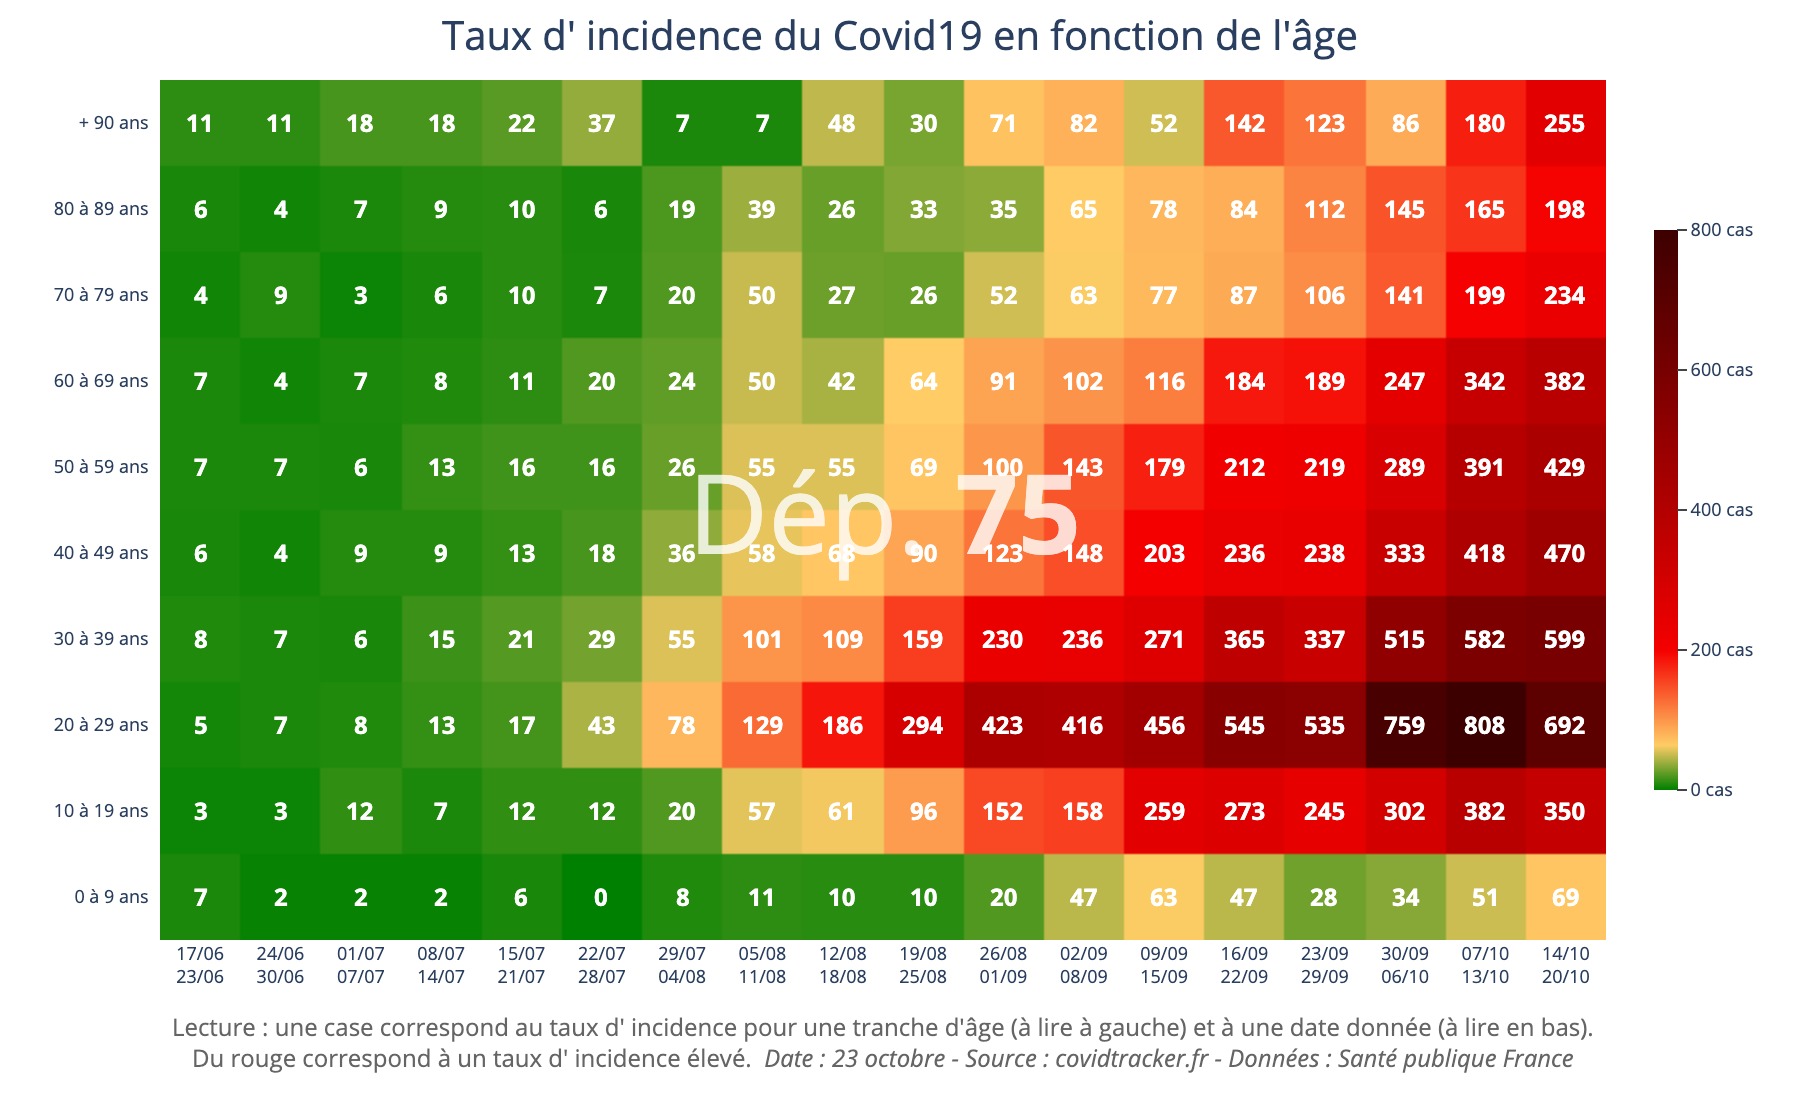 Taux d' incidence du Covid19 en fonction de l'âge
+ 90 ans 11 11 18 18 22 37 7 7 48 30 71 82 52 142 123 86 180 255
80 à 89 ans 6 4 7 9 10 6 19 39 26 33 35 65 78 84 112 145 165 198
70 à 79 ans 4 9 3 6 10 7 20 50 27 26 52 63 77 87 106 141 199 234
60 à 69 ans 7 4 7 8 11 20 24 50 42 64 91 102 116 184 189 247 342 382
50 à 59 ans 7 7 6 13 16 16 26 55 55 69 100 143 179 212 219 289 391 429
Dép. 75
40 à 49 ans 6 4 9 9 13 18 36 58 68 90 123 148 203 236 238 333 418 470
30 à 39 ans 8 7 6 15 21 29 55 101 109 159 230 236 271 365 337 515 582 599
20 à 29 ans 5 7 8 13 17 43 78 129 186 294 423 416 456 545 535 759 808 692
10 à 19 ans 3 3 12 7 12 12 20 57 61 96 152 158 259 273 245 302 382 350
0 à 9 ans 7 2 2 2 6 0 8 11 10 10 20 47 63 47 28 34 51 69
17/06 24/06 01/07 08/07 15/07 22/07 29/07 05/08 12/08 19/08 26/08 02/09 09/09 16/09 23/09 30/09 07/10 14/10
23/06 30/06 07/07 14/07 21/07 28/07 04/08 11/08 18/08 25/08 01/09 08/09 15/09 22/09 29/09 06/10 13/10 20/10
800 cas
600 cas
400 cas
200 cas
0 cas
Lecture : une case correspond au taux d' incidence pour une tranche d'âge (à lire à gauche) et à une date donnée (à lire en bas).
Du rouge correspond à un taux d' incidence élevé. Date : 23 octobre - Source : covidtracker.fr - Données : Santé publique France